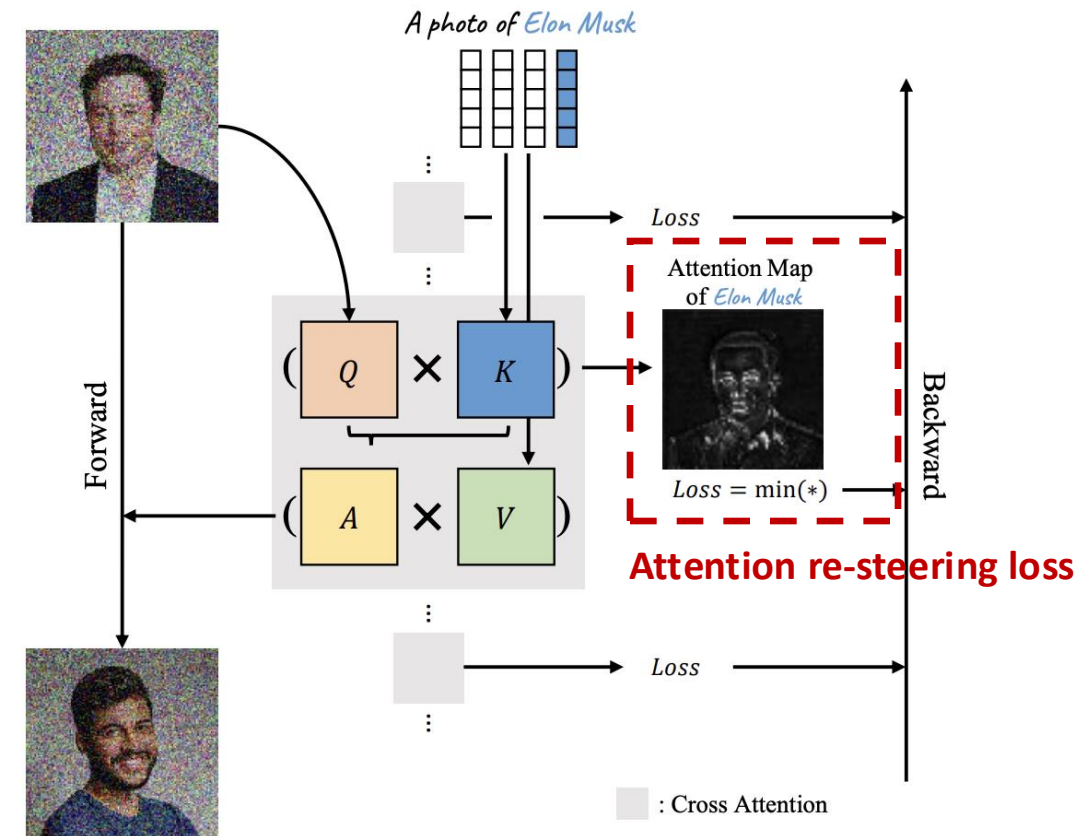 A photo of Elon Musk
⋮
Loss
⋮
Attention Map
of Elon Musk
( Q × K )
Loss = min(*)
Forward
Backward
( A × V )
Attention re-steering loss
⋮
Loss
⋮
: Cross Attention